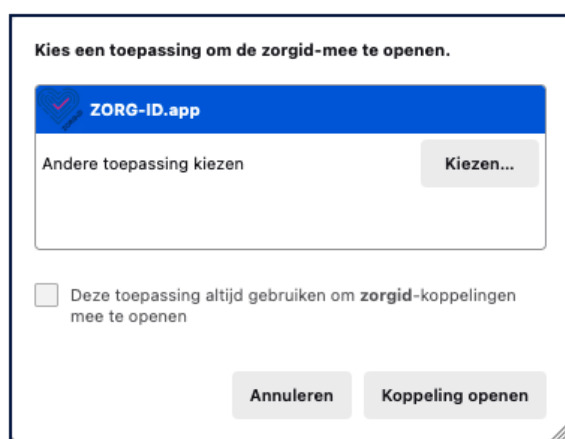 Kies een toepassing om de zorgid-mee te openen.
ZORG-ID.app
Andere toepassing kiezen
Kiezen...
Deze toepassing altijd gebruiken om zorgid-koppelingen
mee te openen
Annuleren
Koppeling openen